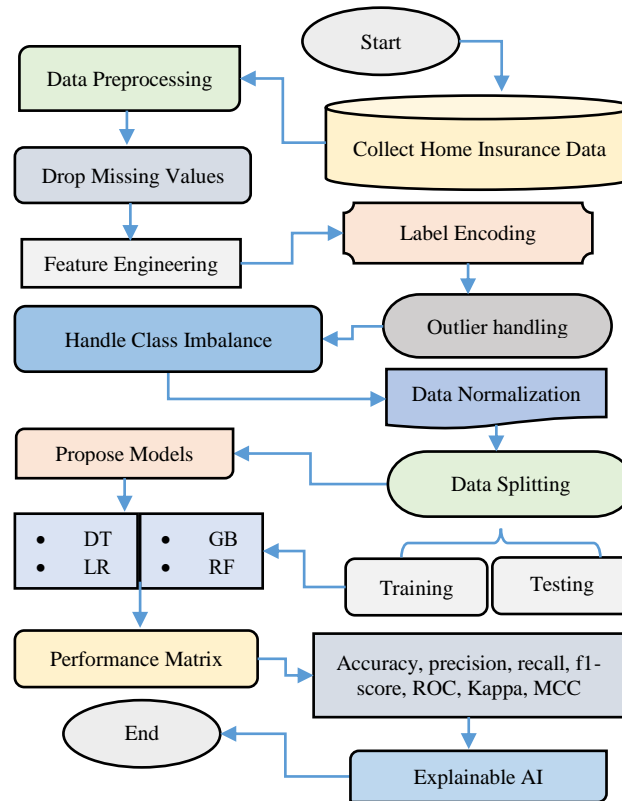 Start
Data Preprocessing
Collect Home Insurance Data
Drop Missing Values
Feature Engineering
Label Encoding
Outlier handling
Handle Class Imbalance
Data Normalization
Propose Models
Data Splitting
• DT
• LR
• GB
• RF
Training
Testing
Performance Matrix
Accuracy, precision, recall, f1-
score, ROC, Kappa, MCC
End
Explainable AI